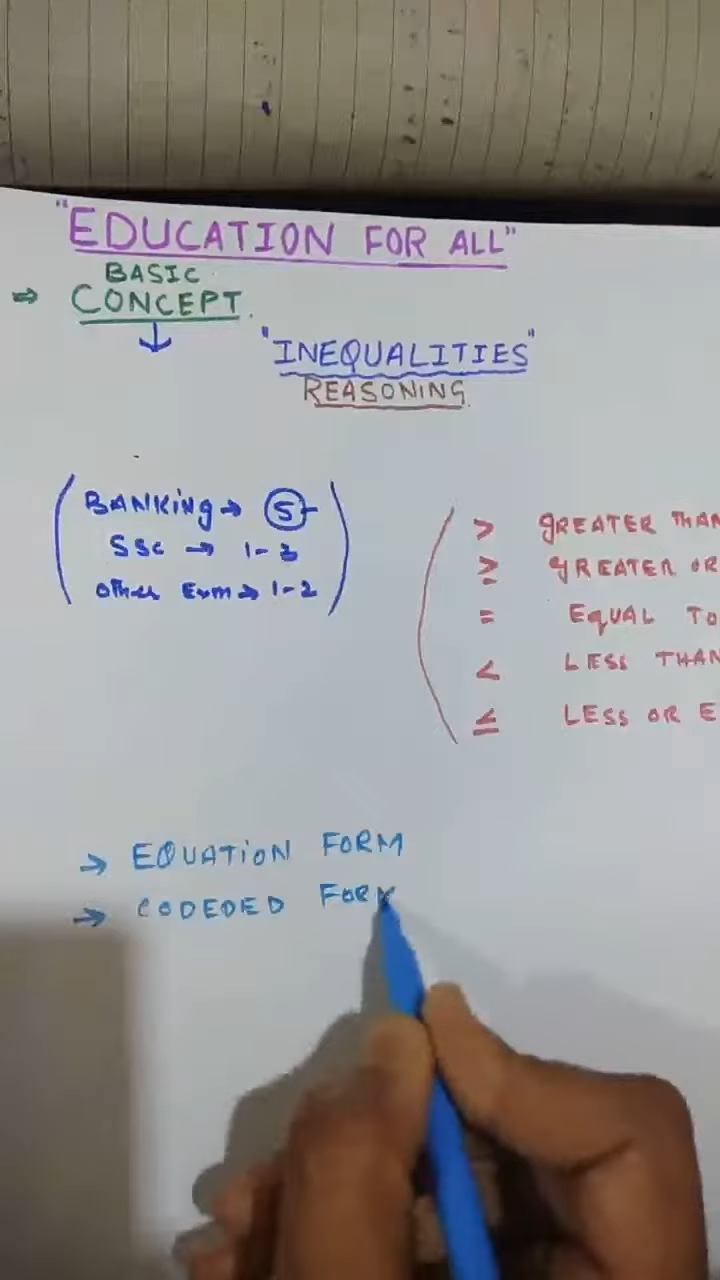 "EDUCATION FOR ALL"
⇒ BASIC
CONCEPT.
↓
"INEQUALITIES"
REASONING
BANKING → 5
SSC → 1-3
other Exm → 1-2
> GREATER THAN
≥ GREATER OR
= EQUAL TO
< LESS THAN
≤ LESS OR E
→ EQUATION FORM
→ CODEDED FOR